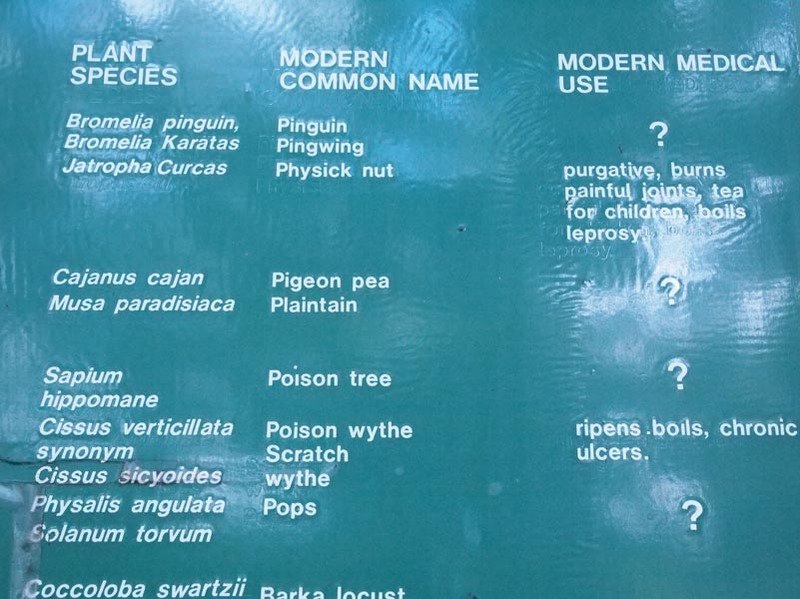 PLANT SPECIES MODERN COMMON NAME MODERN MEDICAL USE
Bromelia pinguin, Pinguin ?
Bromelia Karatas Pingwing
Jatropha Curcas Physick nut purgative, burns
painful joints, tea
for children, boils
leprosy.
Cajanus cajan Pigeon pea ?
Musa paradisiaca Plaintain
Sapium Poison tree ?
hippomane
Cissus verticillata Poison wythe ripens boils, chronic
synonym Scratch ulcers.
Cissus sicyoides wythe
Physalis angulata Pops ?
Solanum torvum
Coccoloba swartzii Barka locust